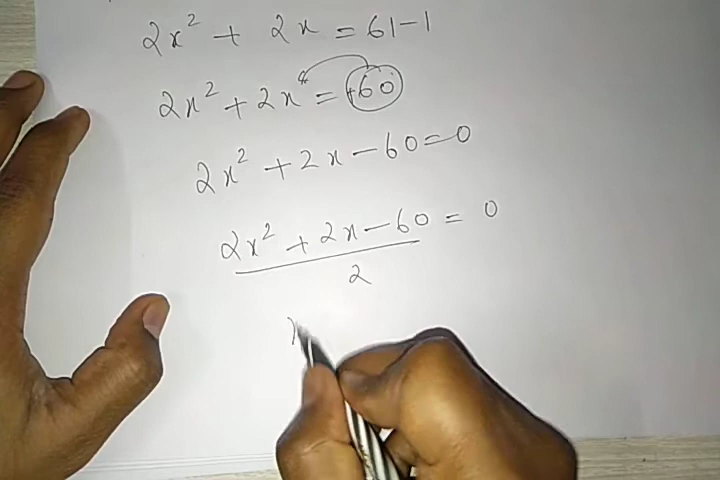 2x² + 2x = 61-1
2x² + 2x = +60
2x² + 2x - 60 = 0
2x² + 2x - 60 = 0
2
x